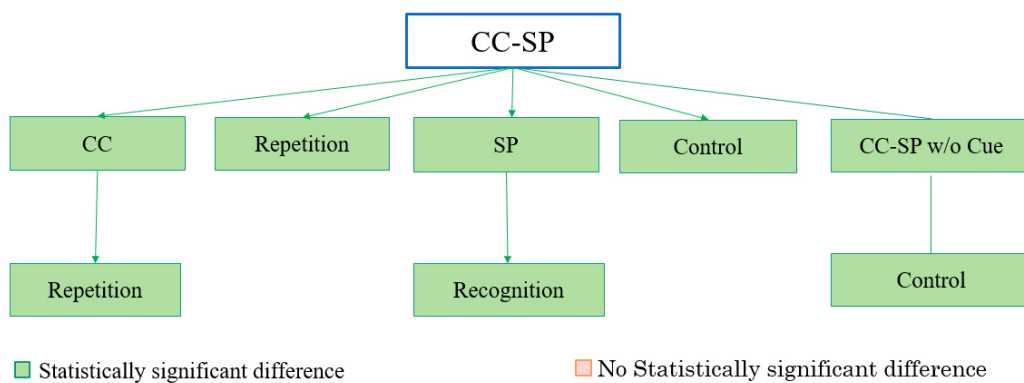 CC-SP
CC
Repetition
SP
Control
CC-SP w/o Cue
Repetition
Recognition
Control
Statistically significant difference
No Statistically significant difference